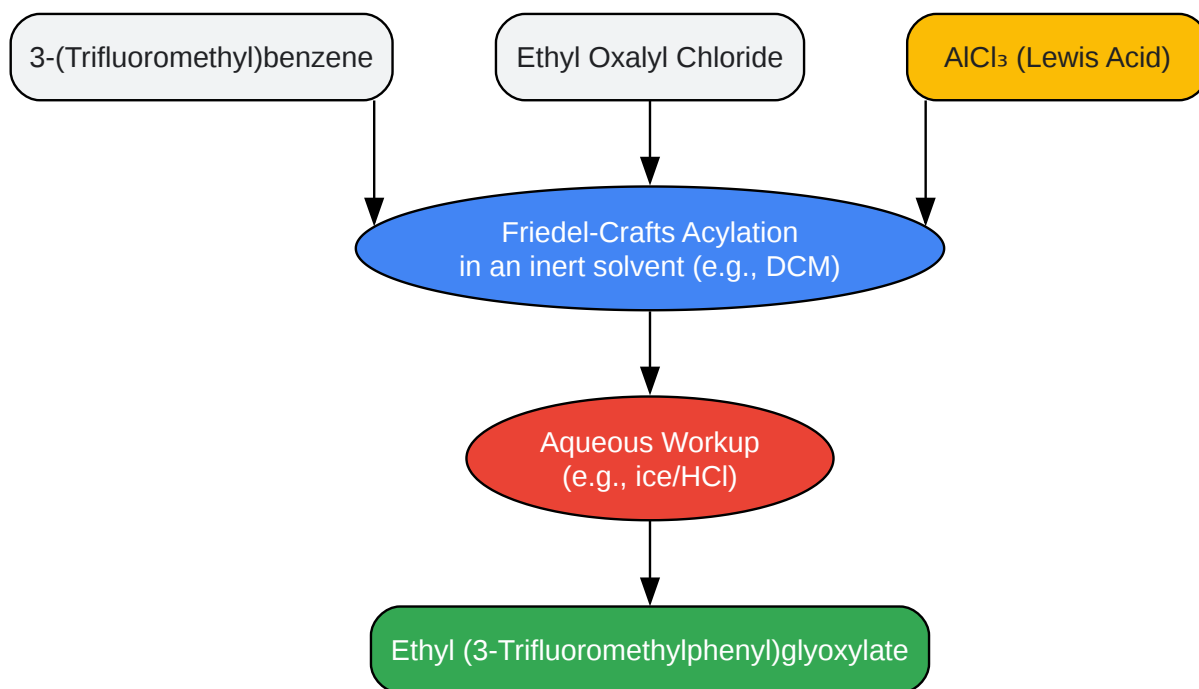 3-(Trifluoromethyl)benzene
Ethyl Oxalyl Chloride
AlCl₃ (Lewis Acid)
Friedel-Crafts Acylation
in an inert solvent (e.g., DCM)
Aqueous Workup
(e.g., ice/HCl)
Ethyl (3-Trifluoromethylphenyl)glyoxylate